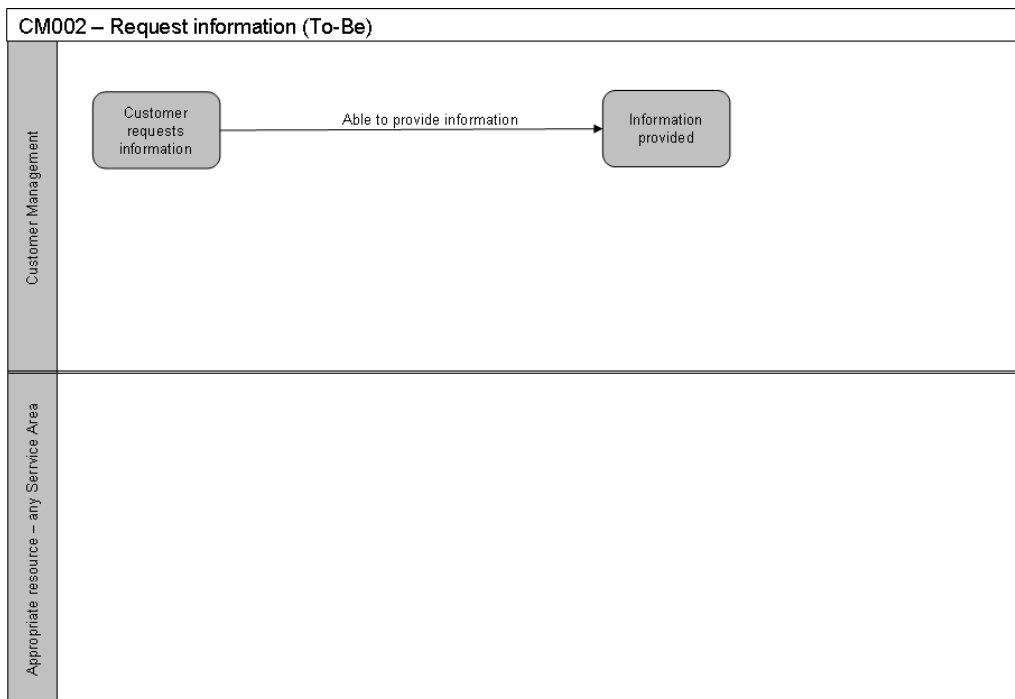 CM002 – Request information (To-Be)
Customer Management
Customer
requests
information
Able to provide information
Information
provided
Appropriate resource – any Serrvice Area